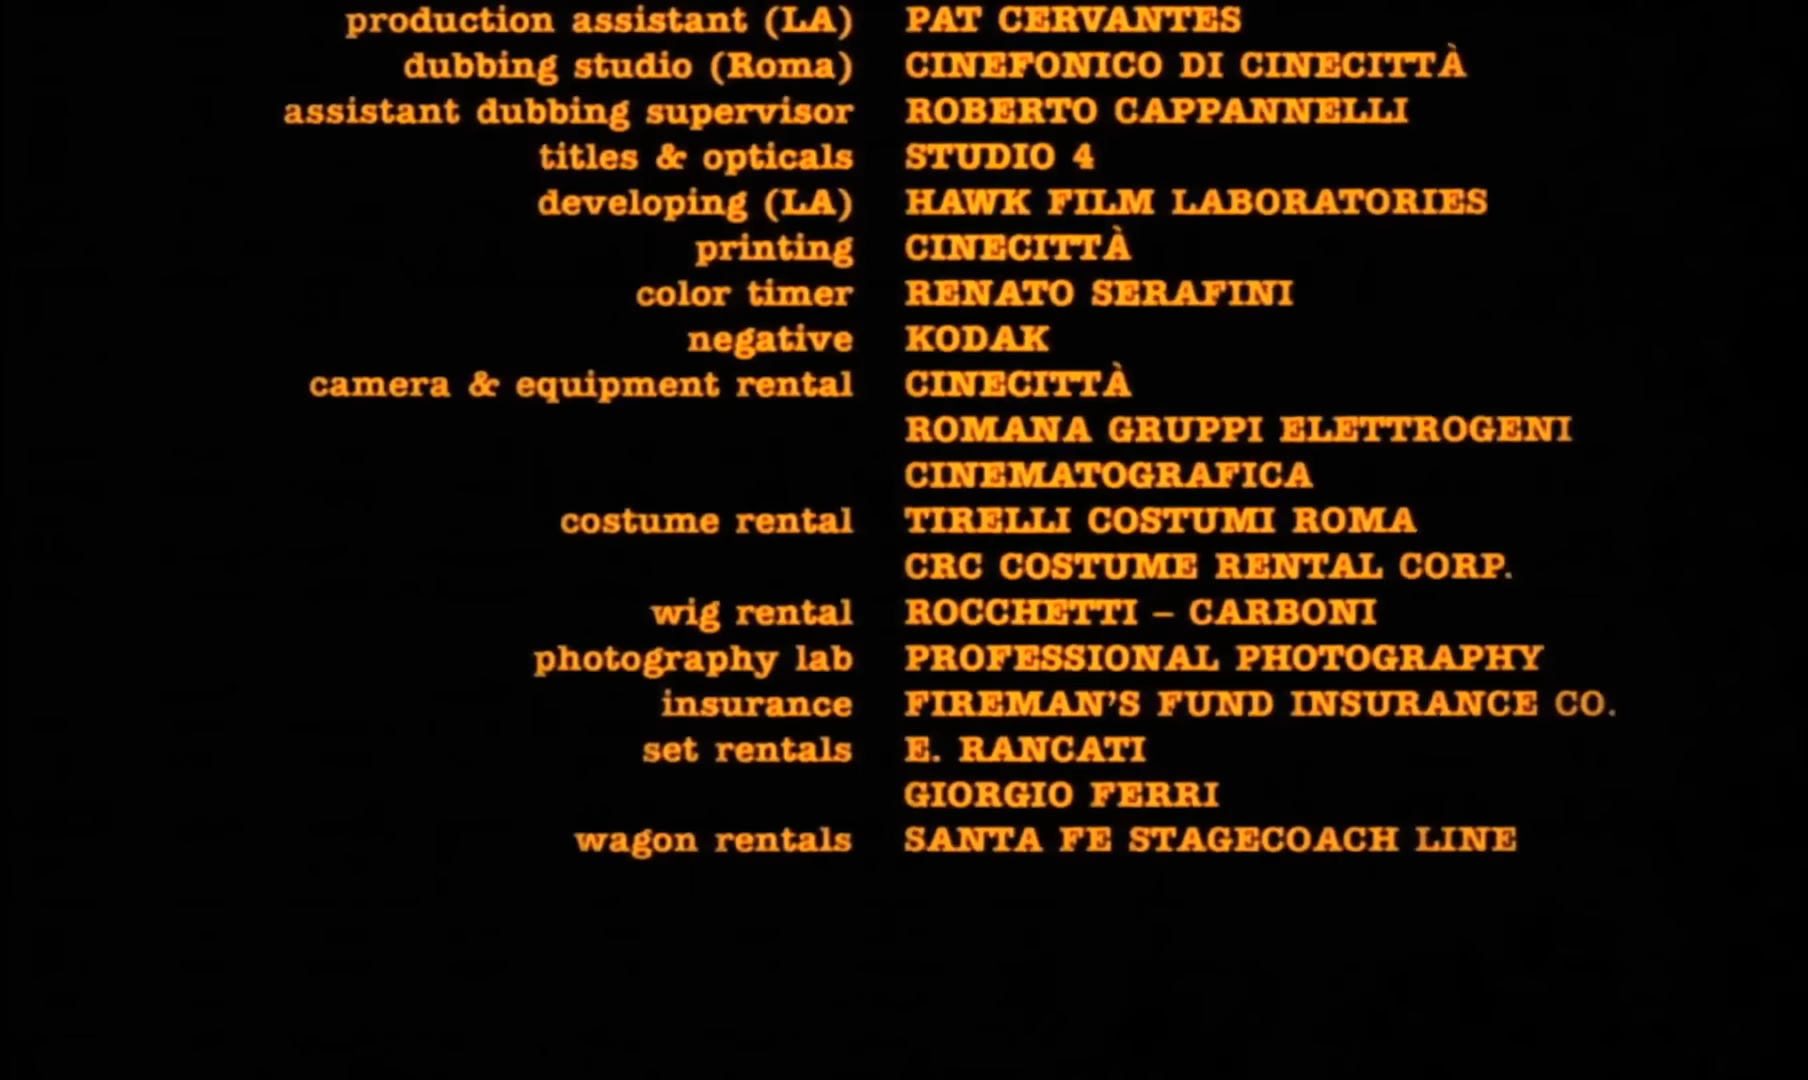 production assistant (LA) PAT CERVANTES
dubbing studio (Roma) CINEFONICO DI CINECITTÀ
assistant dubbing supervisor ROBERTO CAPPANNELLI
titles & opticals STUDIO 4
developing (LA) HAWK FILM LABORATORIES
printing CINECITTÀ
color timer RENATO SERAFINI
negative KODAK
camera & equipment rental CINECITTÀ
ROMANA GRUPPI ELETTROGENI
CINEMATOGRAFICA
costume rental TIRELLI COSTUMI ROMA
CRC COSTUME RENTAL CORP.
wig rental ROCCHETTI – CARBONI
photography lab PROFESSIONAL PHOTOGRAPHY
insurance FIREMAN'S FUND INSURANCE CO.
set rentals E. RANCATI
GIORGIO FERRI
wagon rentals SANTA FE STAGECOACH LINE